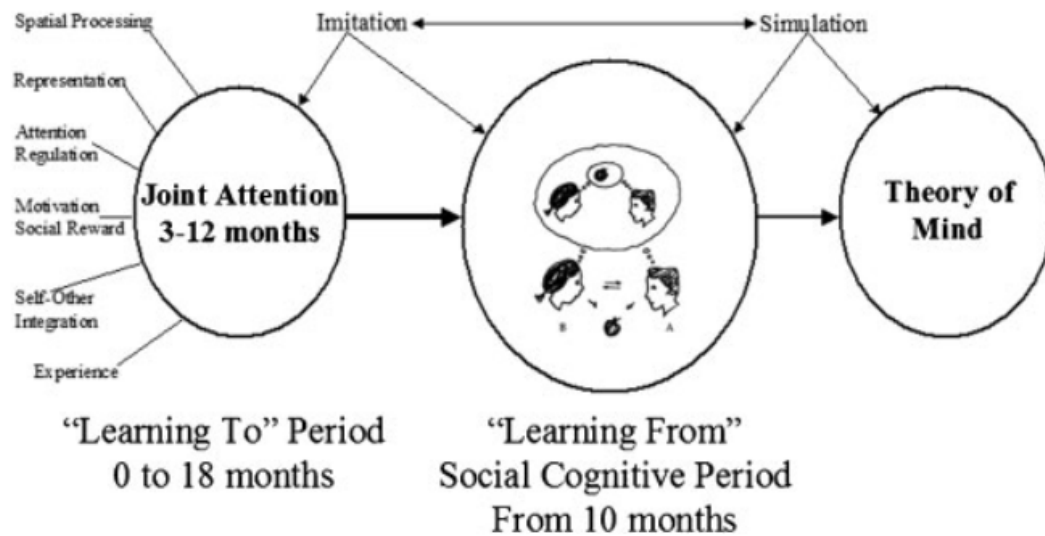 Spatial Processing
Imitation
Simulation
Representation
Attention
Regulation
Motivation
Social Reward
Self-Other
Integration
Experience
Joint Attention
3-12 months
B
A
Theory of
Mind
“Learning To” Period
0 to 18 months
“Learning From”
Social Cognitive Period
From 10 months